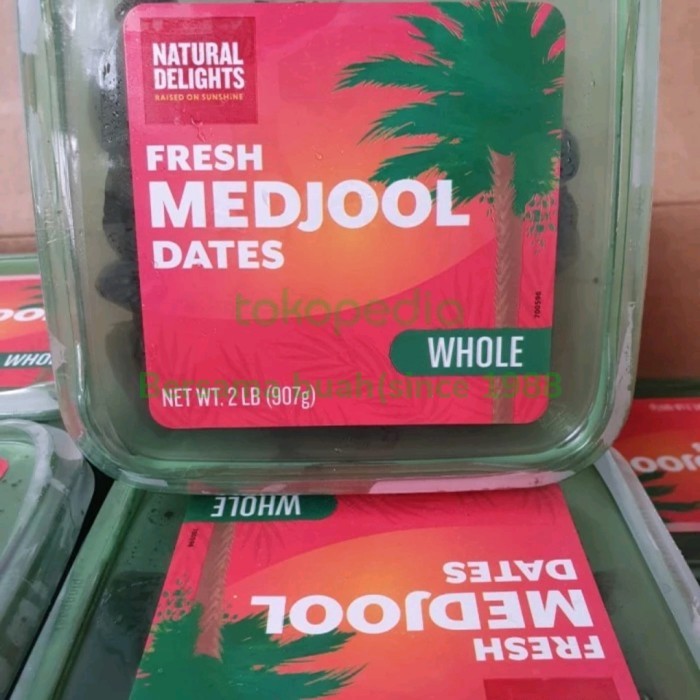 NATURAL
DELIGHTS
RAISED ON SUNSHINE
FRESH
MEDJOOL
DATES
tokopedia
WHOLE
NET WT. 2 LB (907g)
WHOLE
FRESH
MEDJOOL
DATES
WHO